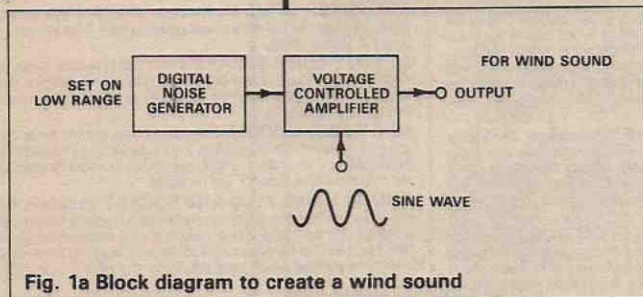 SET ON
LOW RANGE
DIGITAL
NOISE
GENERATOR
VOLTAGE
CONTROLLED
AMPLIFIER
FOR WIND SOUND
OUTPUT
SINE WAVE
Fig. 1a Block diagram to create a wind sound